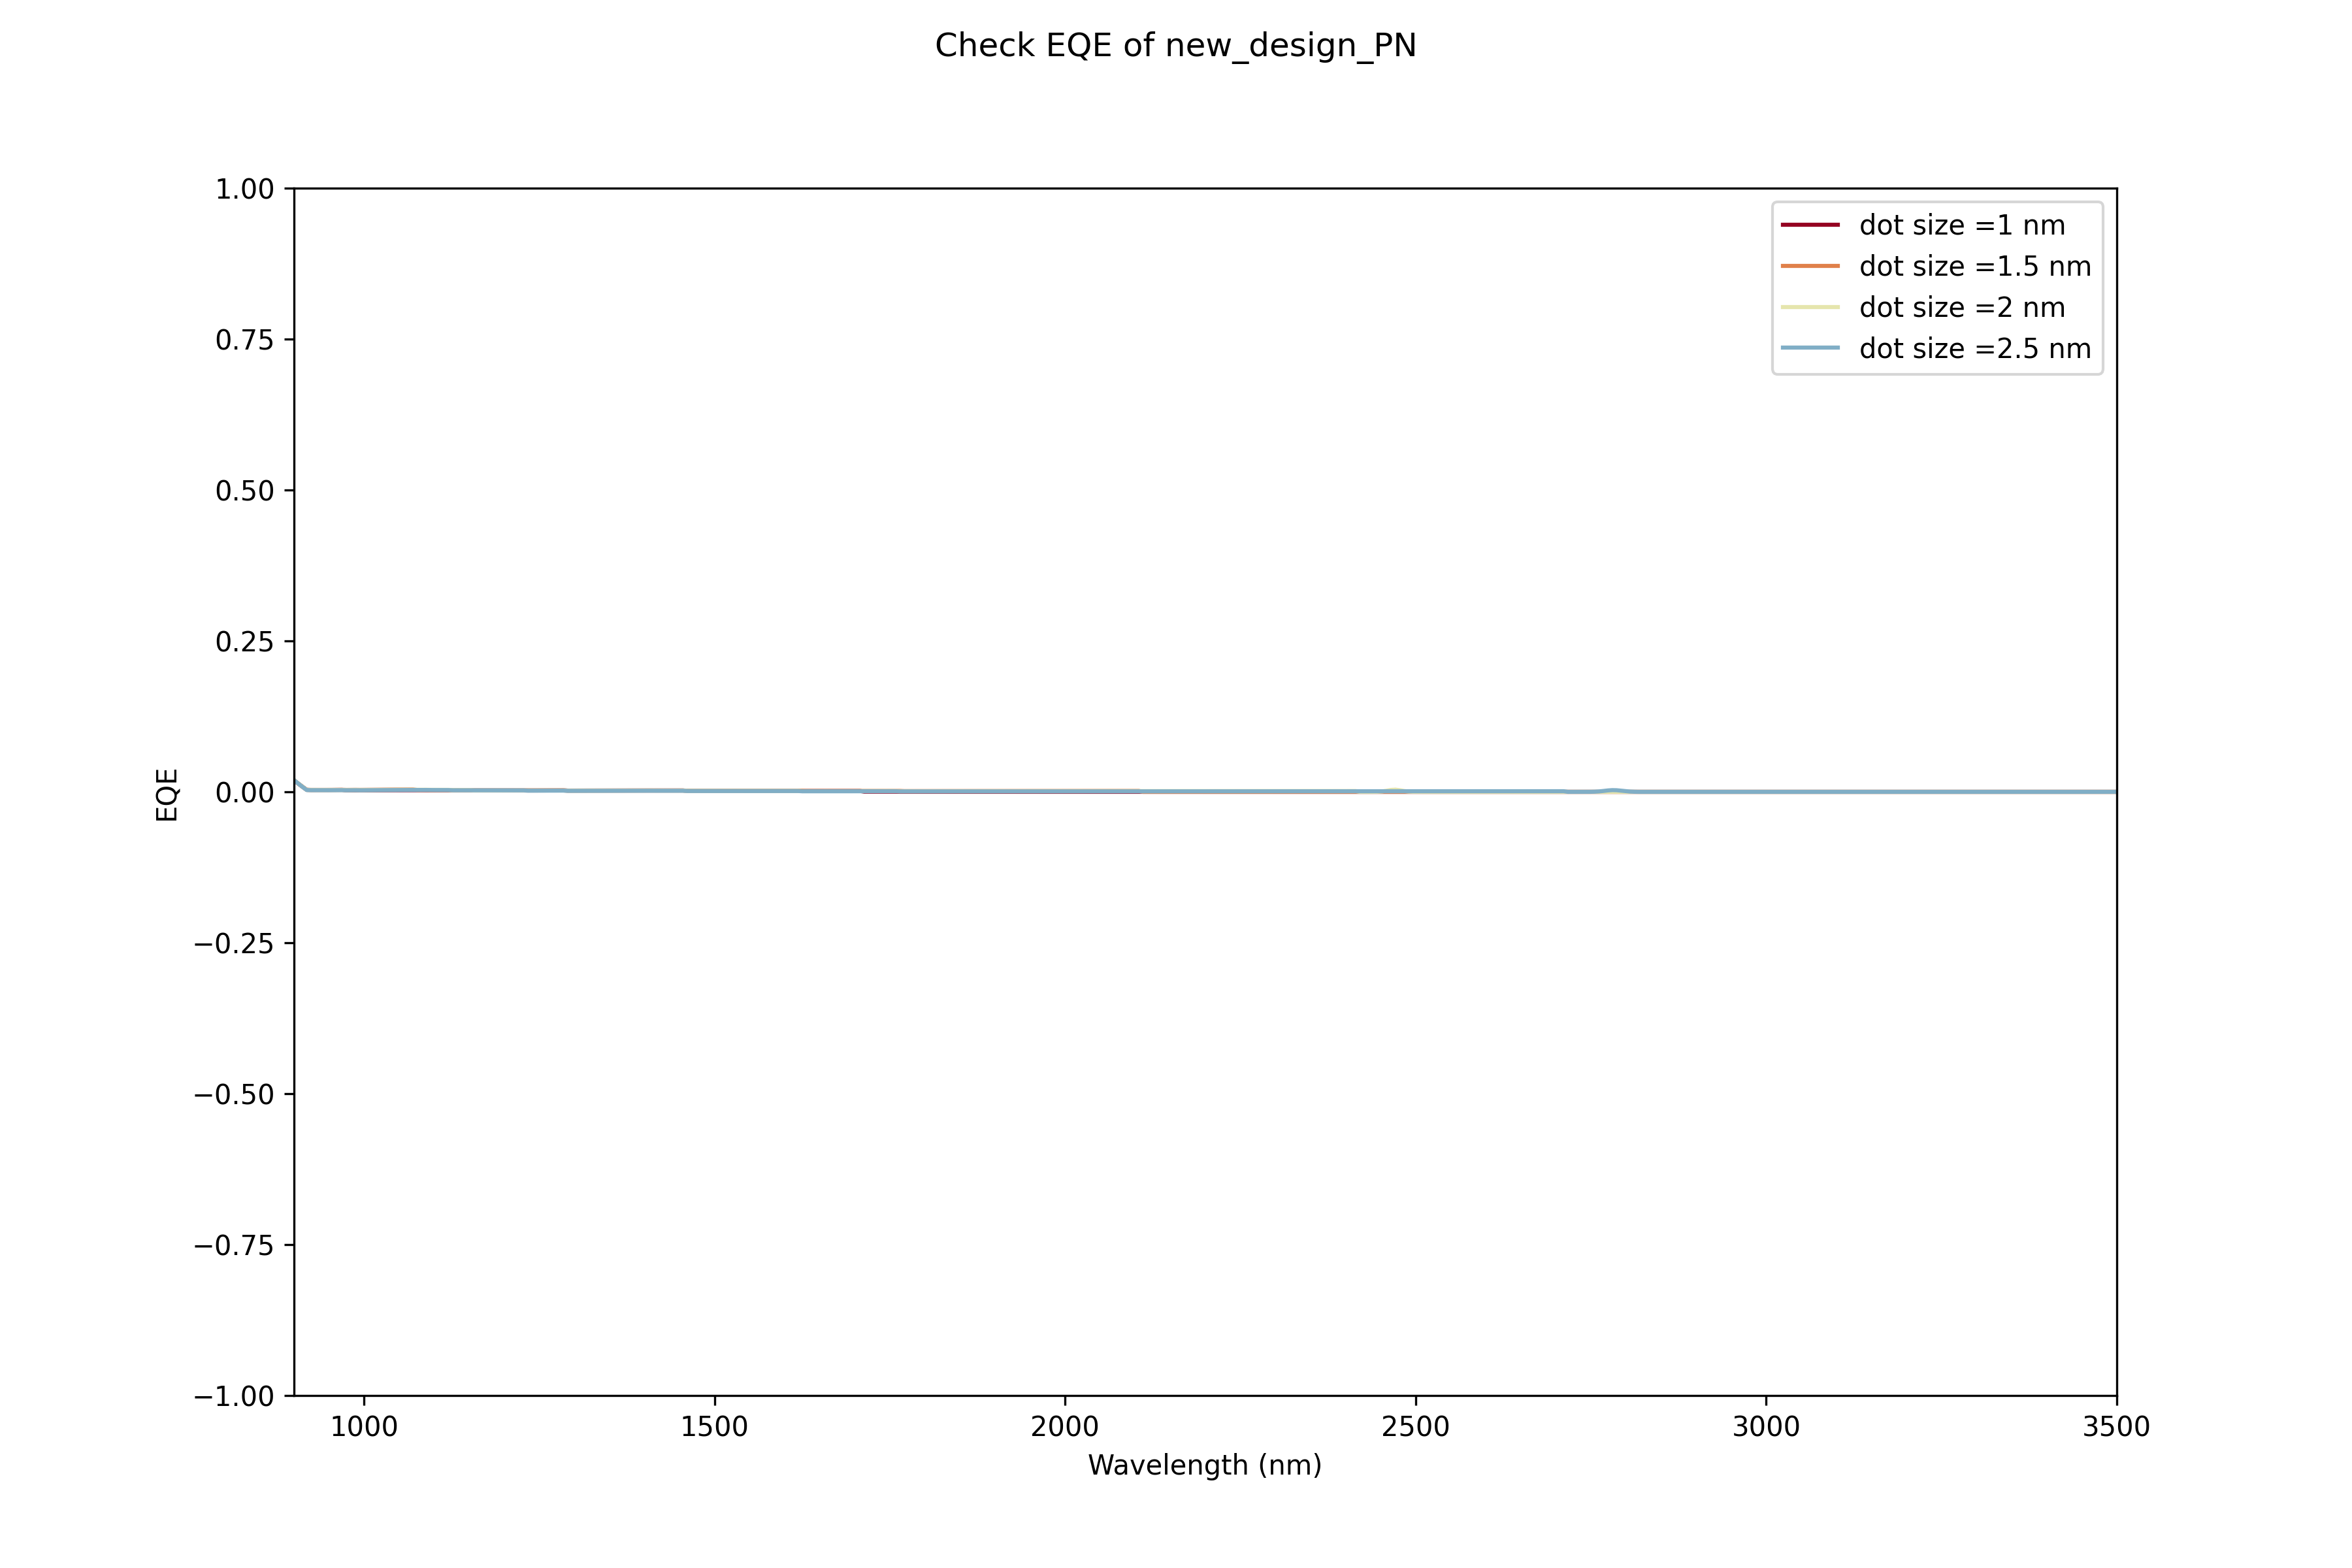 Check EQE of new_design_PN
1.00
0.75
0.50
0.25
0.00
−0.25
−0.50
−0.75
−1.00
EQE
dot size =1 nm
dot size =1.5 nm
dot size =2 nm
dot size =2.5 nm
1000 1500 2000 2500 3000 3500
Wavelength (nm)